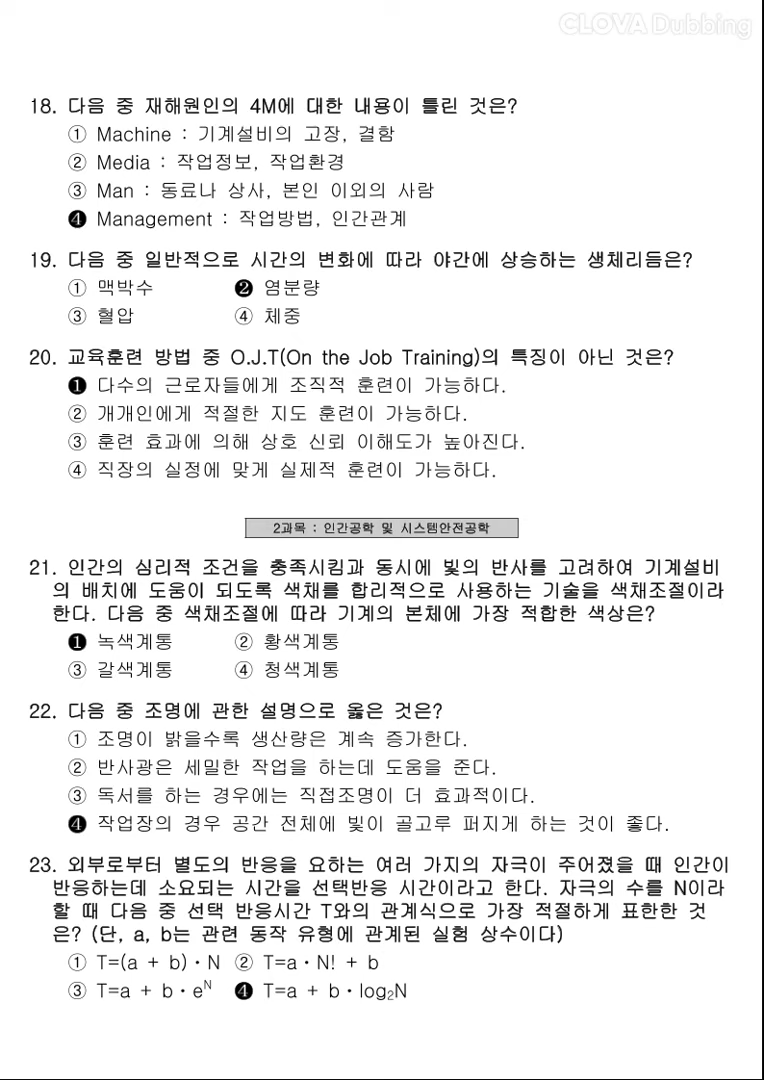 CLOVA Dubbing
18. 다음 중 재해원인의 4M에 대한 내용이 틀린 것은?
① Machine : 기계설비의 고장, 결함
② Media : 작업정보, 작업환경
③ Man : 동료나 상사, 본인 이외의 사람
❹ Management : 작업방법, 인간관계
19. 다음 중 일반적으로 시간의 변화에 따라 야간에 상승하는 생체리듬은?
① 맥박수 ❷ 염분량
③ 혈압 ④ 체중
20. 교육훈련 방법 중 O.J.T(On the Job Training)의 특징이 아닌 것은?
❶ 다수의 근로자들에게 조직적 훈련이 가능하다.
② 개개인에게 적절한 지도 훈련이 가능하다.
③ 훈련 효과에 의해 상호 신뢰 이해도가 높아진다.
④ 직장의 실정에 맞게 실제적 훈련이 가능하다.
2과목 : 인간공학 및 시스템안전공학
21. 인간의 심리적 조건을 충족시킴과 동시에 빛의 반사를 고려하여 기계설비
의 배치에 도움이 되도록 색채를 합리적으로 사용하는 기술을 색채조절이라
한다. 다음 중 색채조절에 따라 기계의 본체에 가장 적합한 색상은?
❶ 녹색계통 ② 황색계통
③ 갈색계통 ④ 청색계통
22. 다음 중 조명에 관한 설명으로 옳은 것은?
① 조명이 밝을수록 생산량은 계속 증가한다.
② 반사광은 세밀한 작업을 하는데 도움을 준다.
③ 독서를 하는 경우에는 직접조명이 더 효과적이다.
❹ 작업장의 경우 공간 전체에 빛이 골고루 퍼지게 하는 것이 좋다.
23. 외부로부터 별도의 반응을 요하는 여러 가지의 자극이 주어졌을 때 인간이
반응하는데 소요되는 시간을 선택반응 시간이라고 한다. 자극의 수를 N이라
할 때 다음 중 선택 반응시간 T와의 관계식으로 가장 적절하게 표한한 것
은? (단, a, b는 관련 동작 유형에 관계된 실험 상수이다)
① T=(a + b)·N ② T=a·N! + b
③ T=a + b·e^N ❹ T=a + b·log₂N